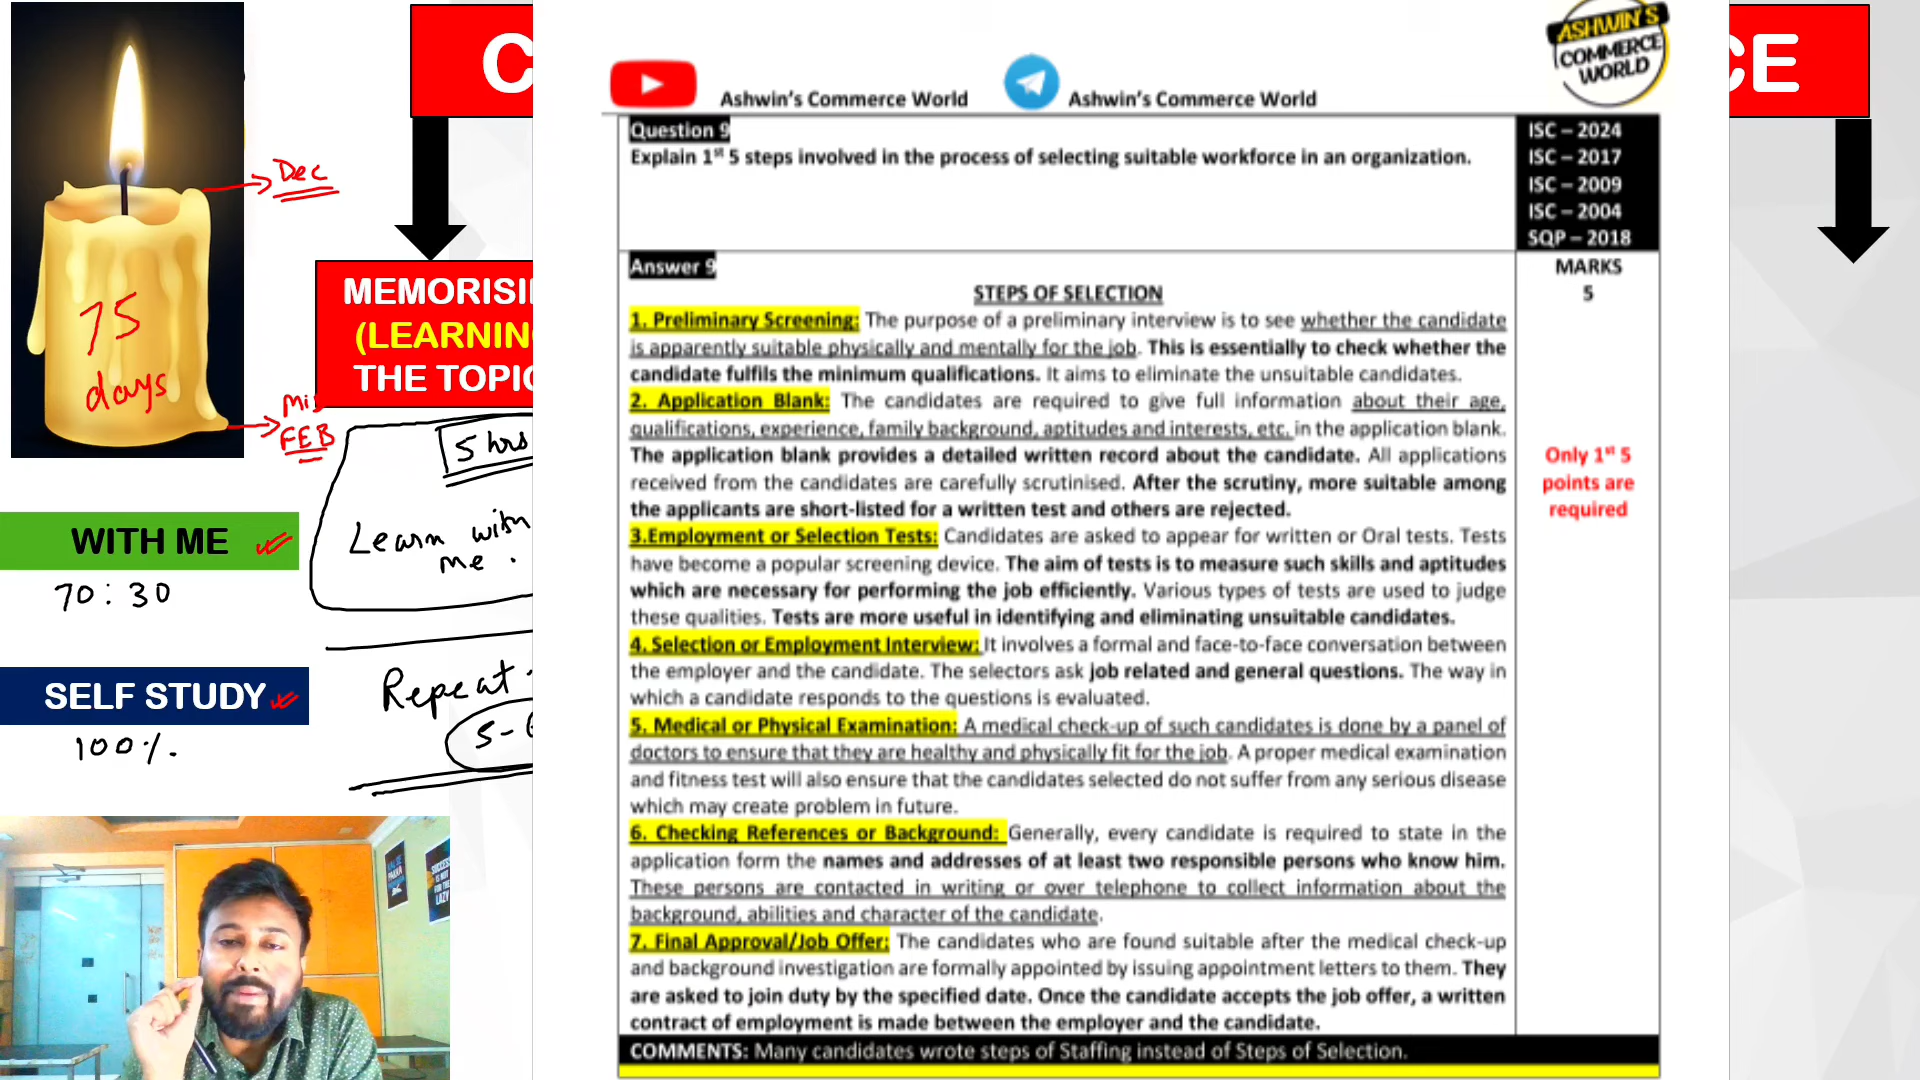 C
CE
Dec
75
days
Mid
FEB
MEMORISI
(LEARNING
THE TOPIC
5 hrs
Learn with
me.
WITH ME
70 : 30
Repeat
5-6
SELF STUDY
100%.
ASHWIN'S
COMMERCE
WORLD
Ashwin's Commerce World
Ashwin's Commerce World
Question 9
Explain 1st 5 steps involved in the process of selecting suitable workforce in an organization.
ISC – 2024
ISC – 2017
ISC – 2009
ISC – 2004
SQP – 2018
Answer 9
MARKS
5
STEPS OF SELECTION
1. Preliminary Screening: The purpose of a preliminary interview is to see whether the candidate
is apparently suitable physically and mentally for the job. This is essentially to check whether the
candidate fulfils the minimum qualifications. It aims to eliminate the unsuitable candidates.
2. Application Blank: The candidates are required to give full information about their age,
qualifications, experience, family background, aptitudes and interests, etc. in the application blank.
The application blank provides a detailed written record about the candidate. All applications
received from the candidates are carefully scrutinised. After the scrutiny, more suitable among
the applicants are short-listed for a written test and others are rejected.
3.Employment or Selection Tests: Candidates are asked to appear for written or Oral tests. Tests
have become a popular screening device. The aim of tests is to measure such skills and aptitudes
which are necessary for performing the job efficiently. Various types of tests are used to judge
these qualities. Tests are more useful in identifying and eliminating unsuitable candidates.
4. Selection or Employment Interview: It involves a formal and face-to-face conversation between
the employer and the candidate. The selectors ask job related and general questions. The way in
which a candidate responds to the questions is evaluated.
5. Medical or Physical Examination: A medical check-up of such candidates is done by a panel of
doctors to ensure that they are healthy and physically fit for the job. A proper medical examination
and fitness test will also ensure that the candidates selected do not suffer from any serious disease
which may create problem in future.
6. Checking References or Background: Generally, every candidate is required to state in the
application form the names and addresses of at least two responsible persons who know him.
These persons are contacted in writing or over telephone to collect information about the
background, abilities and character of the candidate.
7. Final Approval/Job Offer: The candidates who are found suitable after the medical check-up
and background investigation are formally appointed by issuing appointment letters to them. They
are asked to join duty by the specified date. Once the candidate accepts the job offer, a written
contract of employment is made between the employer and the candidate.
Only 1st 5
points are
required
COMMENTS: Many candidates wrote steps of Staffing instead of Steps of Selection.